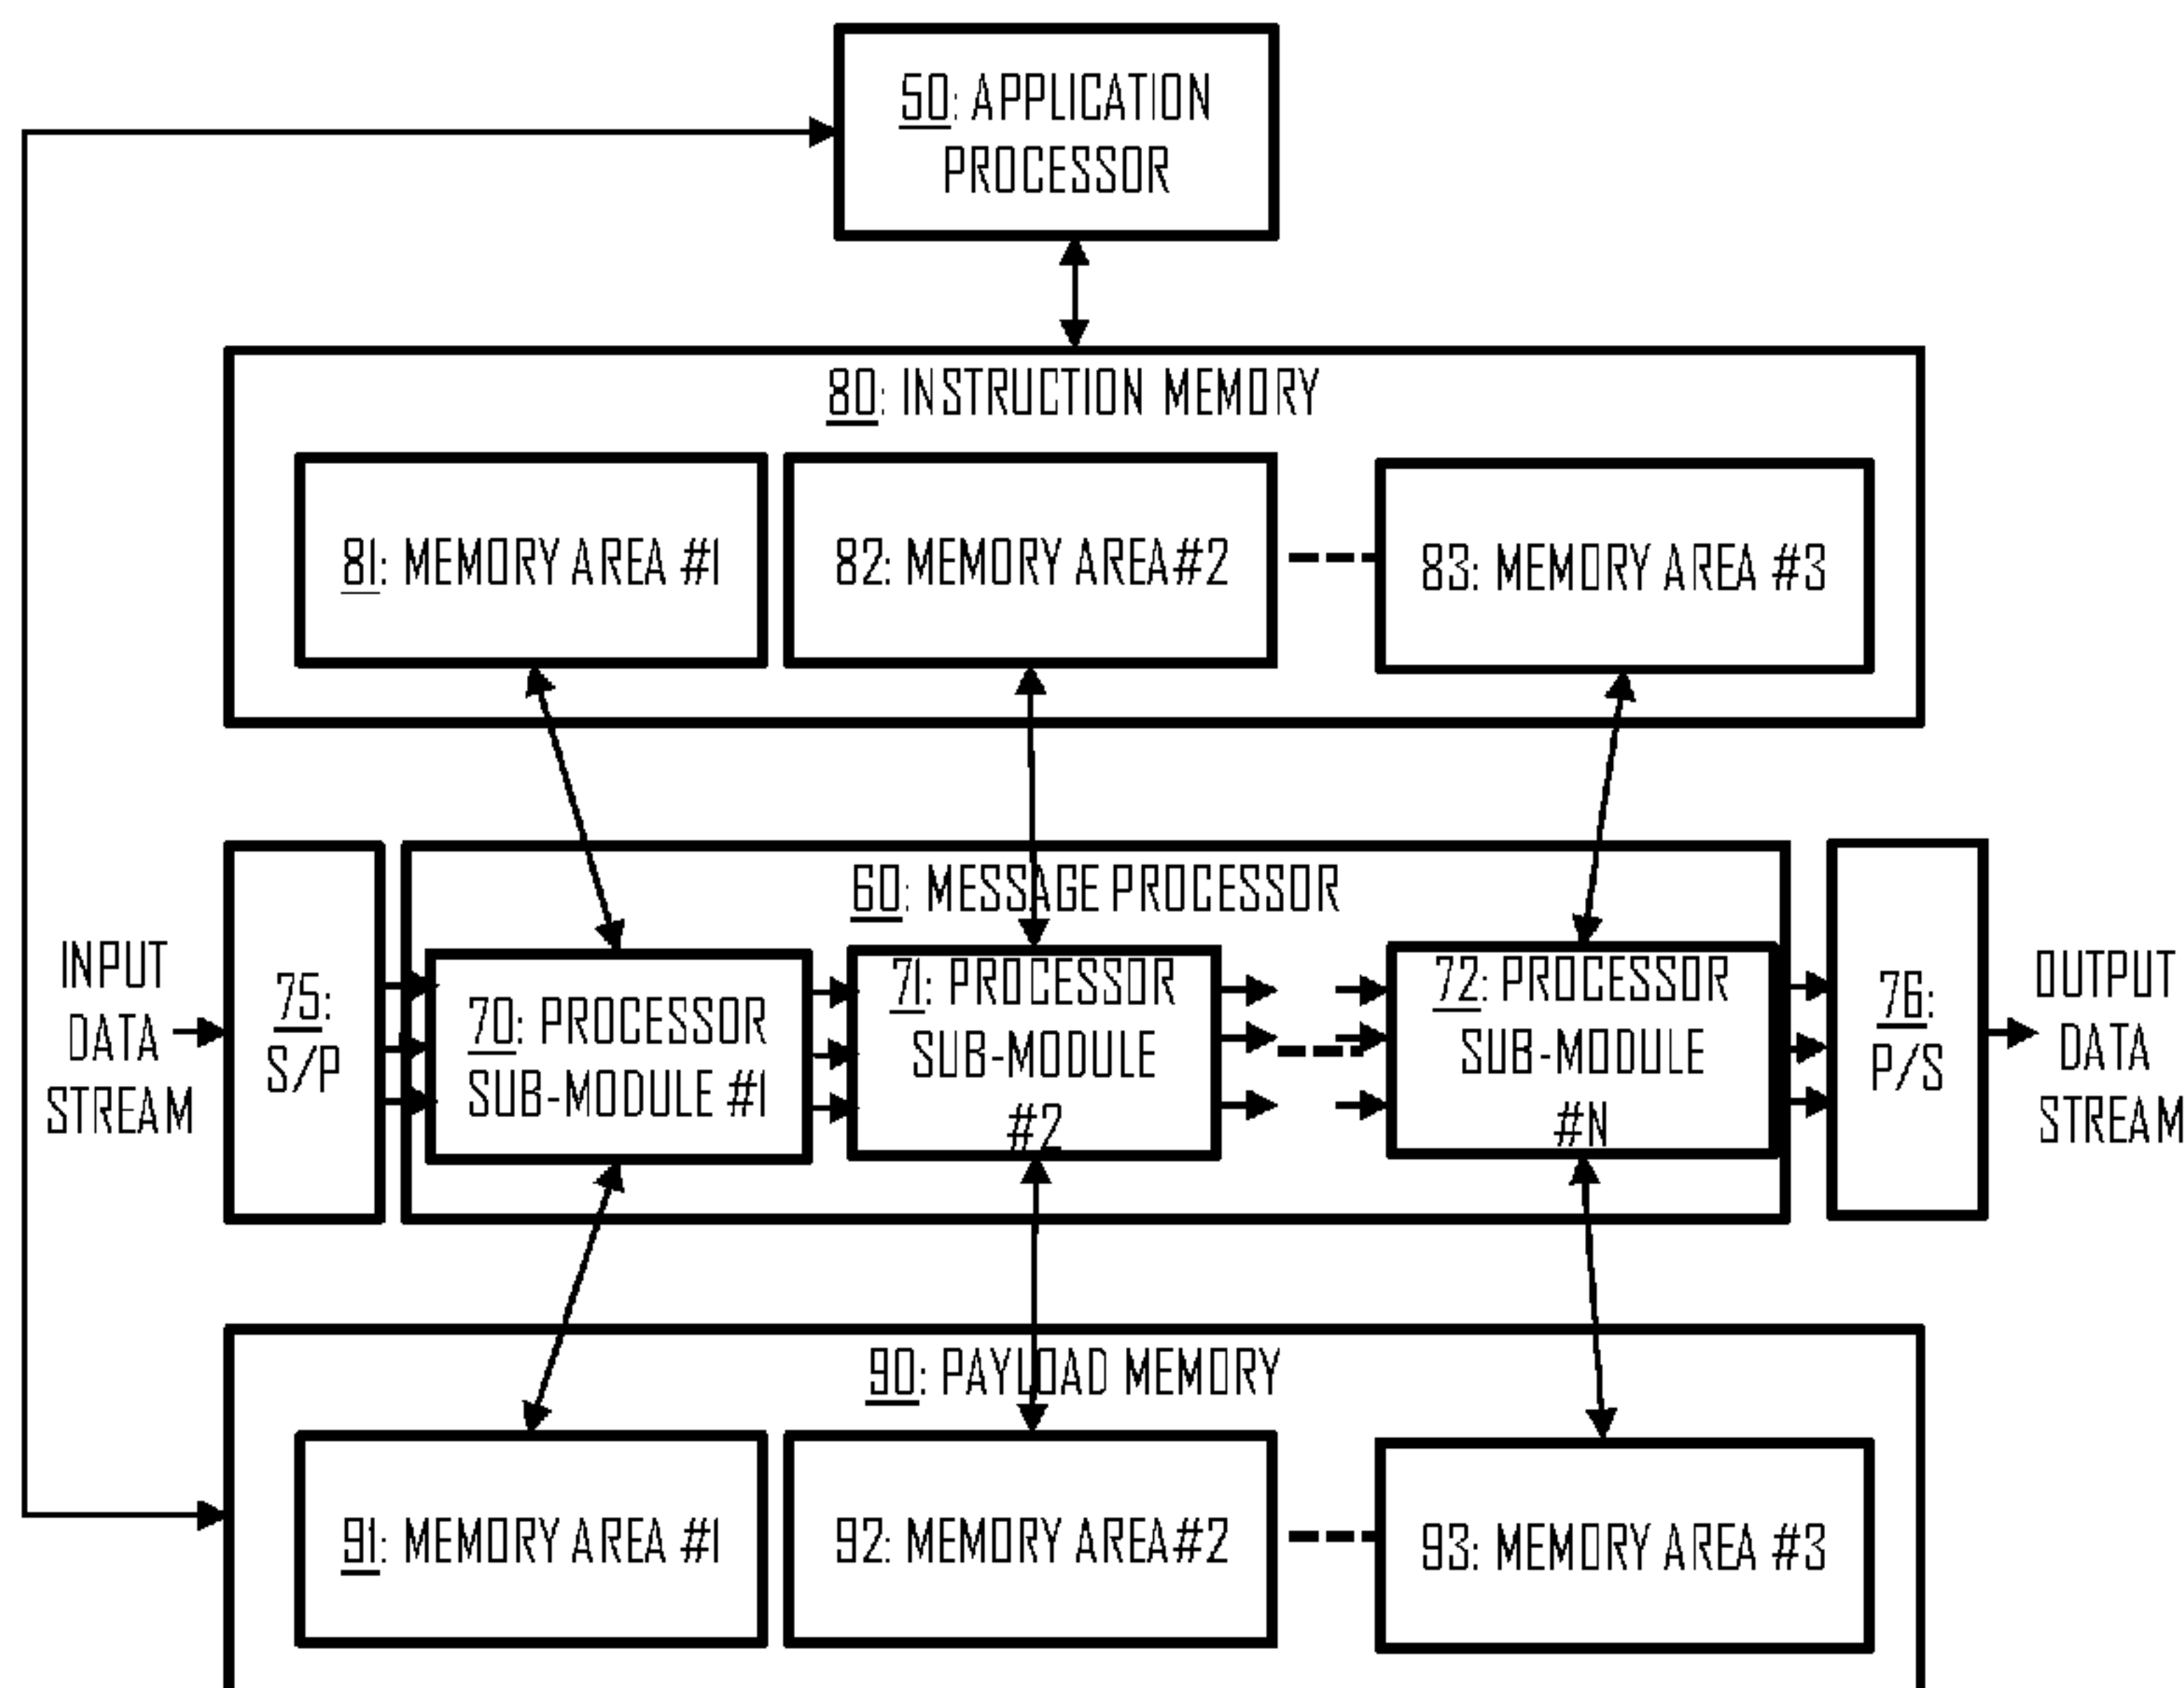 50: APPLICATION
PROCESSOR
80: INSTRUCTION MEMORY
81: MEMORY AREA #1
82: MEMORY AREA#2
83: MEMORY AREA #3
60: MESSAGE PROCESSOR
INPUT
DATA
STREAM
75:
S/P
70: PROCESSOR
SUB-MODULE #1
71: PROCESSOR
SUB-MODULE
#2
72: PROCESSOR
SUB-MODULE
#N
76:
P/S
OUTPUT
DATA
STREAM
90: PAYLOAD MEMORY
91: MEMORY AREA #1
92: MEMORY AREA#2
93: MEMORY AREA #3